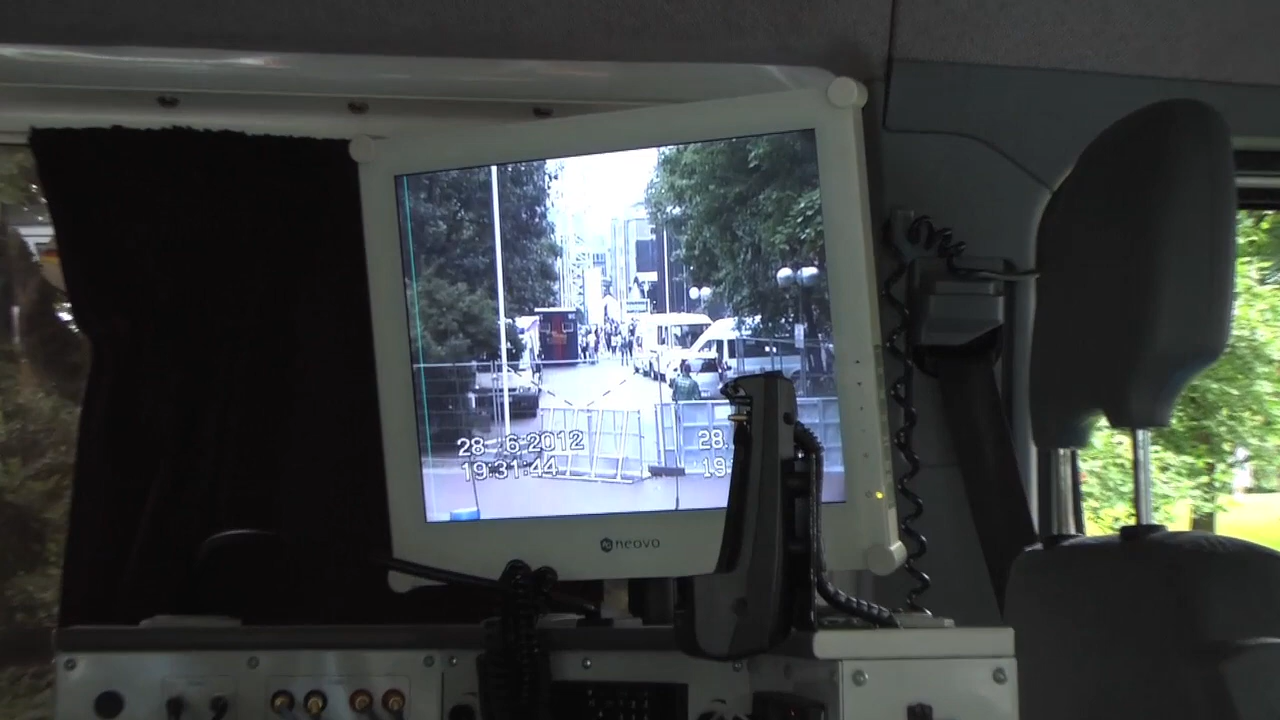 28. 6.2012
19:31:44
28.
19
neovo